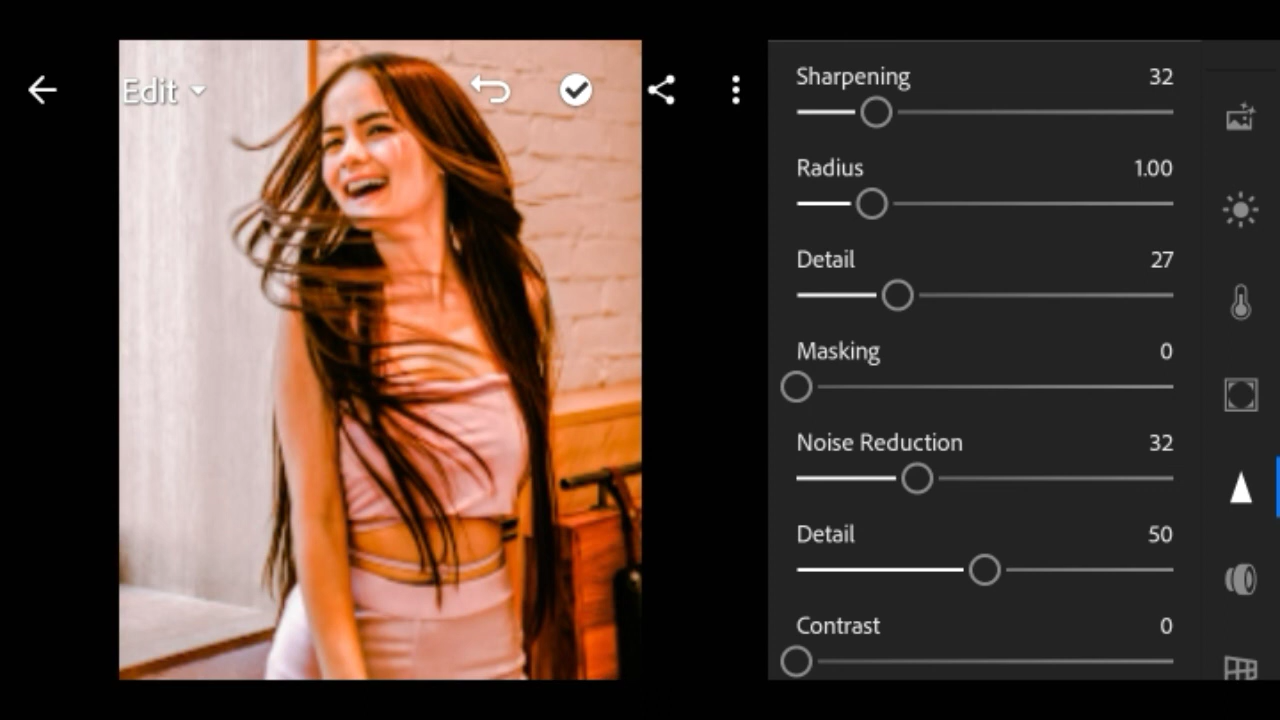 Edit
Sharpening 32
Radius 1.00
Detail 27
Masking 0
Noise Reduction 32
Detail 50
Contrast 0